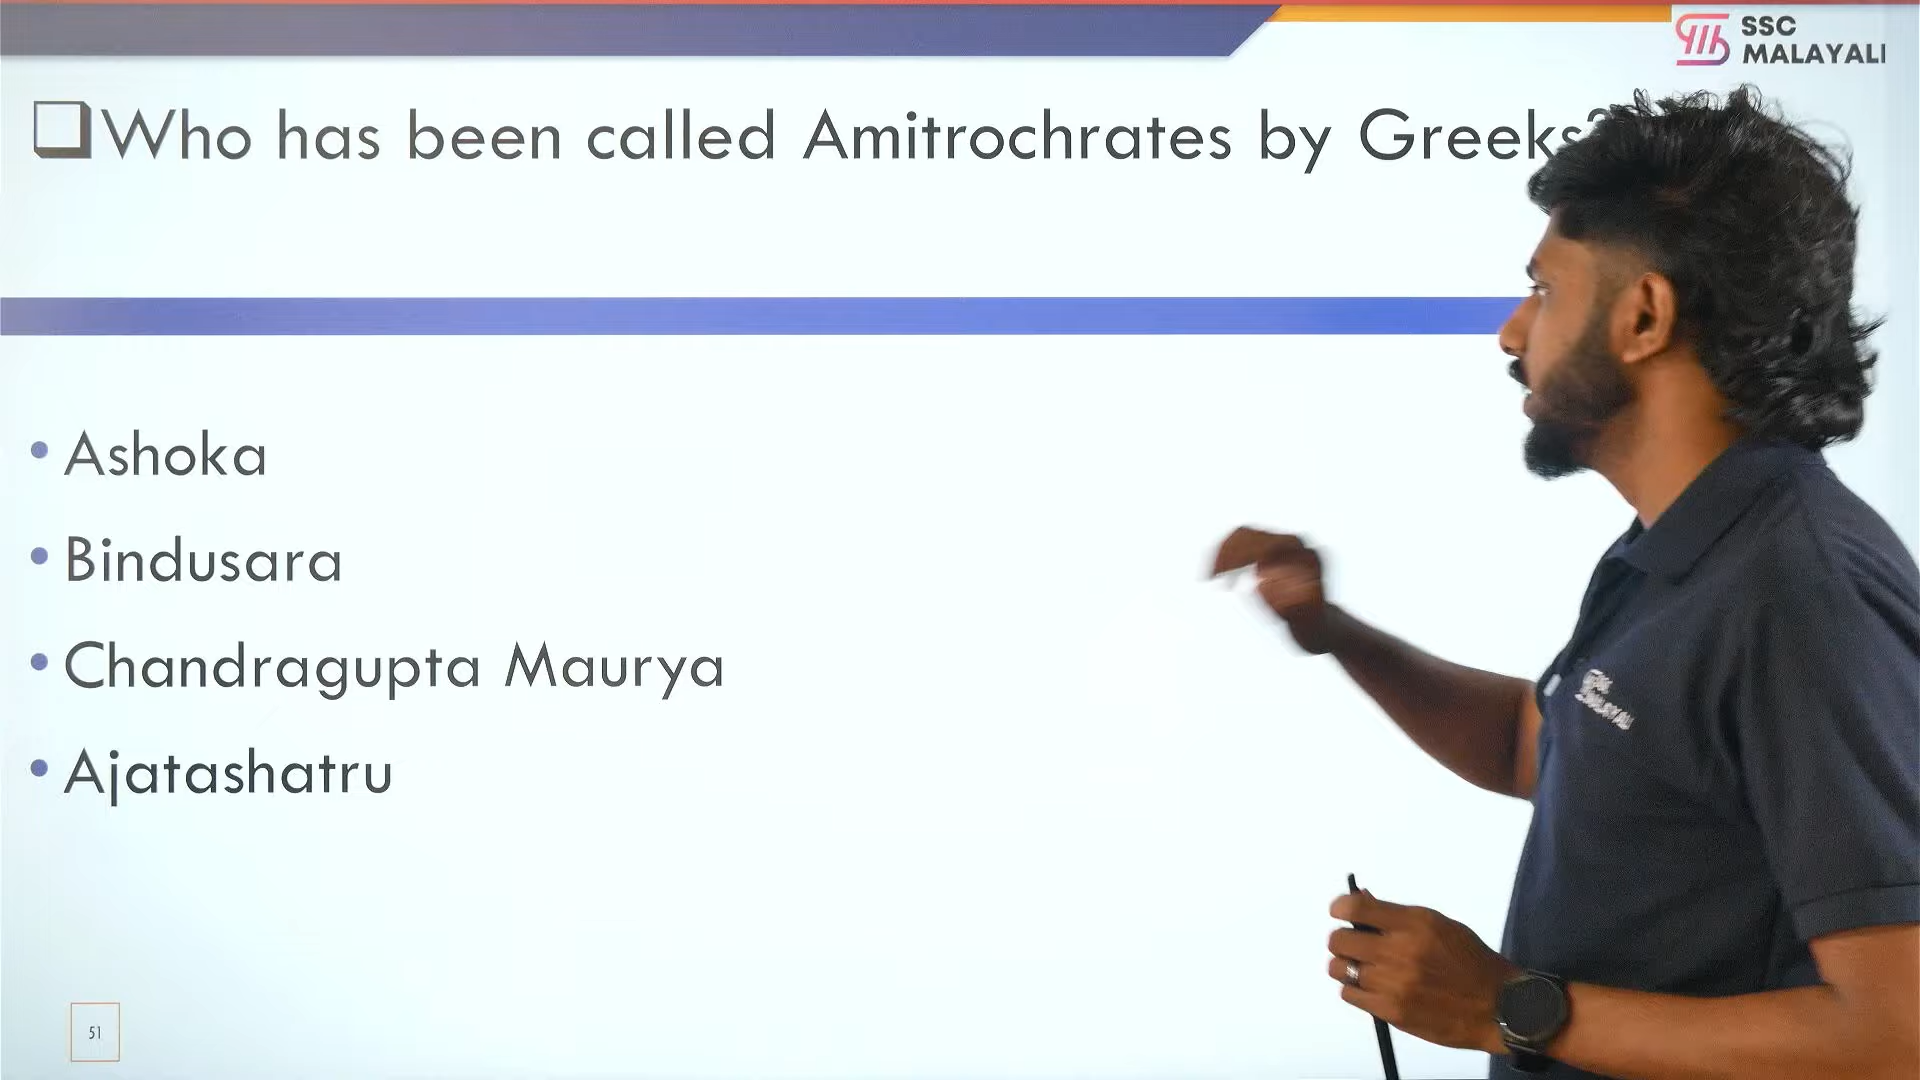 SSC
MALAYALI
Who has been called Amitrochrates by Greeks?
Ashoka
Bindusara
Chandragupta Maurya
Ajatashatru
51